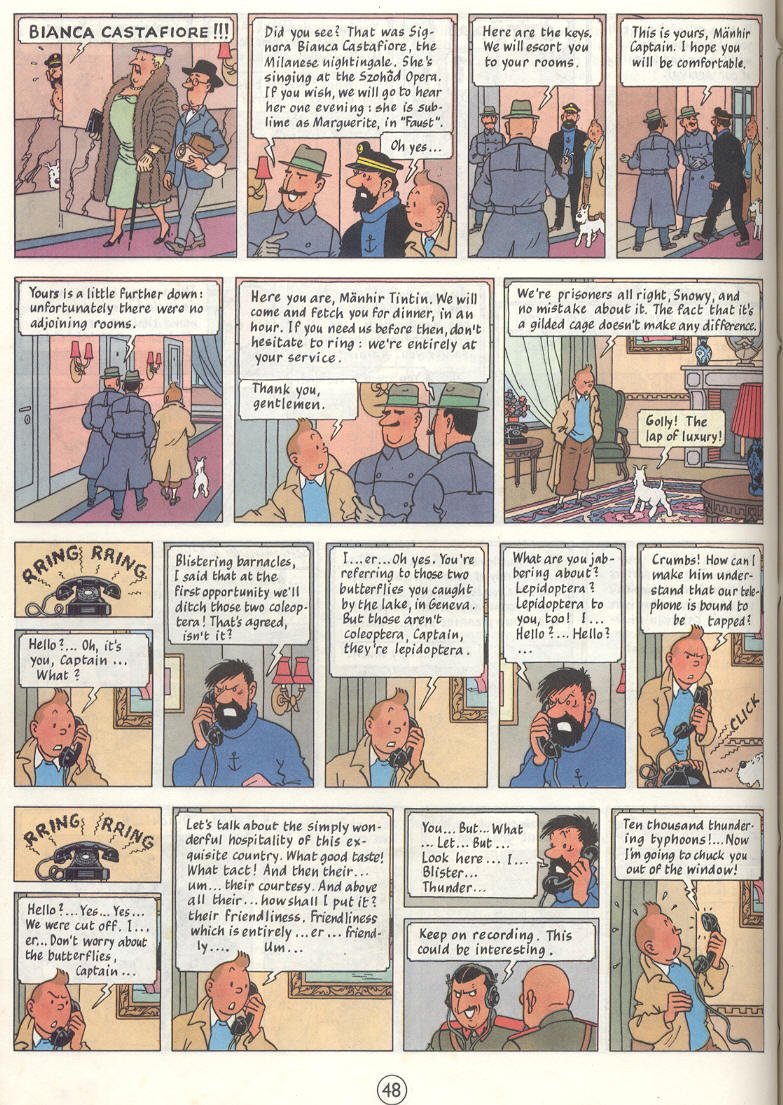 BIANCA CASTAFIORE!!!
Did you see? That was Sig-
nora Bianca Castafiore, the
Milanese nightingale. She's
singing at the Szohôd Opera.
If you wish, we will go to hear
her one evening: she is sub-
lime as Marguerite, in "Faust".
Oh yes...
Here are the keys.
We will escort you
to your rooms.
This is yours, Mänhir
Captain. I hope you
will be comfortable.
Yours is a little further down:
unfortunately there were no
adjoining rooms.
Here you are, Mänhir Tintin. We will
come and fetch you for dinner, in an
hour. If you need us before then, don't
hesitate to ring: we're entirely at
your service.
Thank you,
gentlemen.
We're prisoners all right, Snowy, and
no mistake about it. The fact that it's
a gilded cage doesn't make any difference.
Golly! The
lap of luxury!
RRING RRING
Hello?... Oh, it's
you, Captain ...
What?
Blistering barnacles,
I said that at the
first opportunity we'll
ditch those two coleop-
tera! That's agreed,
isn't it?
I...er...Oh yes. You're
referring to those two
butterflies you caught
by the lake, in Geneva.
But those aren't
coleoptera, Captain,
they're lepidoptera.
What are you jab-
bering about?
Lepidoptera?
Lepidoptera to
you, too! I...
Hello?... Hello?
...
Crumbs! How can I
make him under-
stand that our tele-
phone is bound to
be tapped?
CLICK
RRING RRING
Hello?...Yes...Yes...
We were cut off. I...
er...Don't worry about
the butterflies,
Captain ...
Let's talk about the simply won-
derful hospitality of this ex-
quisite country. What good taste!
What tact! And then their...
um...their courtesy. And above
all their...how shall I put it?
their friendliness. Friendliness
which is entirely ...er... friend-
ly.... Um...
You...But...What
... Let...But...
Look here... I...
Blister...
Thunder...
Keep on recording. This
could be interesting.
Ten thousand thunder-
ing typhoons!...Now
I'm going to chuck you
out of the window!
48